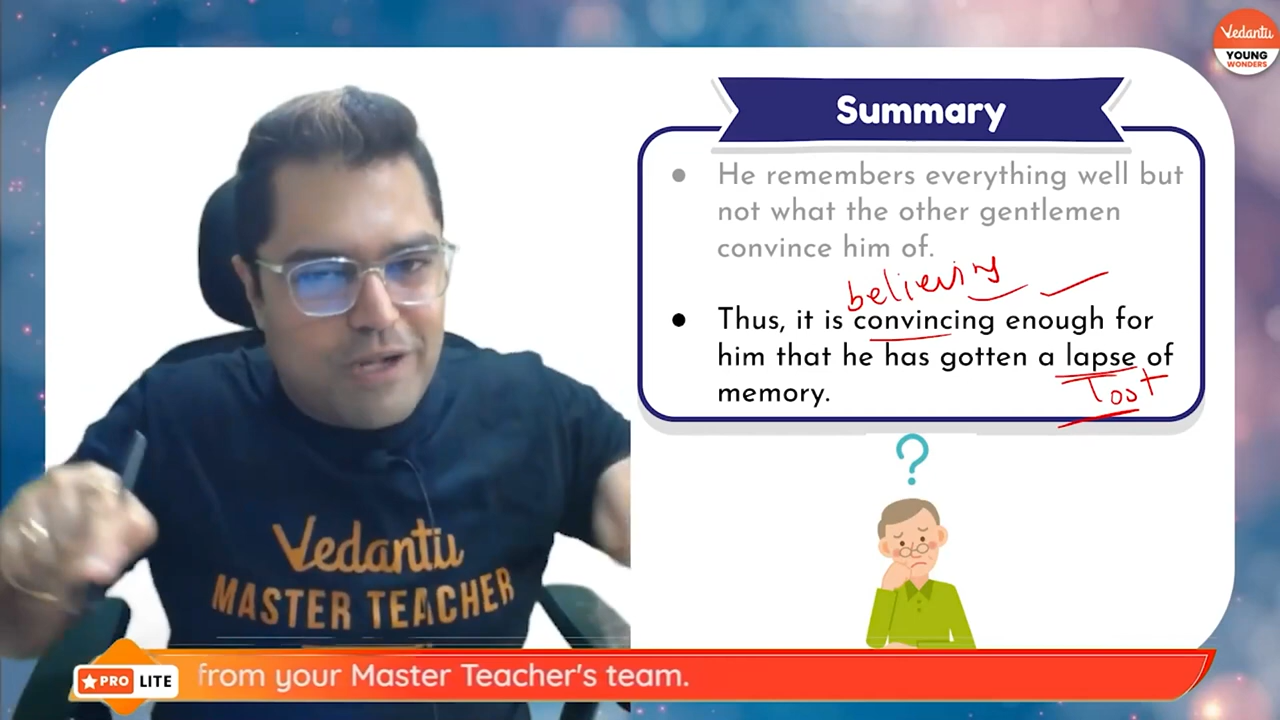 Vedantu
YOUNG
WONDERS
Summary
He remembers everything well but
not what the other gentlemen
convince him of.
believing
Thus, it is convincing enough for
him that he has gotten a lapse of
memory.
Vedantu
MASTER TEACHER
PRO LITE
from your Master Teacher's team.